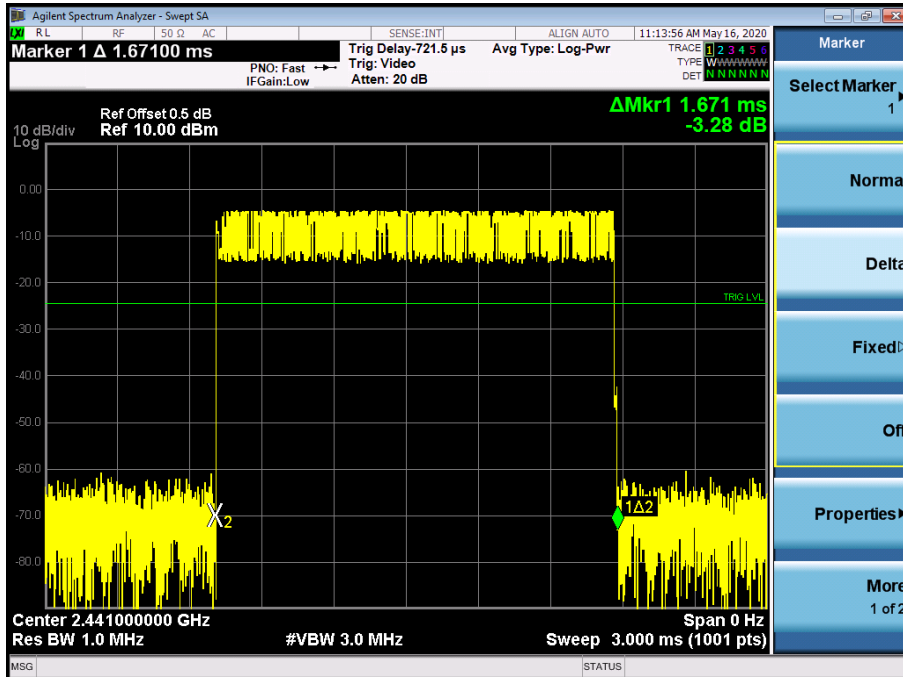 Agilent Spectrum Analyzer - Swept SA
LXI RL RF 50 Ω AC SENSE:INT ALIGN AUTO 11:13:56 AM May 16, 2020
Marker 1 Δ 1.67100 ms
PNO: Fast
IFGain:Low
Trig Delay-721.5 µs
Trig: Video
Atten: 20 dB
Avg Type: Log-Pwr
TRACE 1 2 3 4 5 6
TYPE WWWWWW
DET N N N N N N
Marker
Select Marker
1
Norma
Delta
Fixed
Off
Properties
More
1 of 2
ΔMkr1 1.671 ms
-3.28 dB
Ref Offset 0.5 dB
10 dB/div Ref 10.00 dBm
Log
0.00
-10.0
-20.0
TRIG LVL
-30.0
-40.0
-50.0
-60.0
-70.0
-80.0
X2
1Δ2
Center 2.441000000 GHz Span 0 Hz
Res BW 1.0 MHz #VBW 3.0 MHz Sweep 3.000 ms (1001 pts)
MSG STATUS